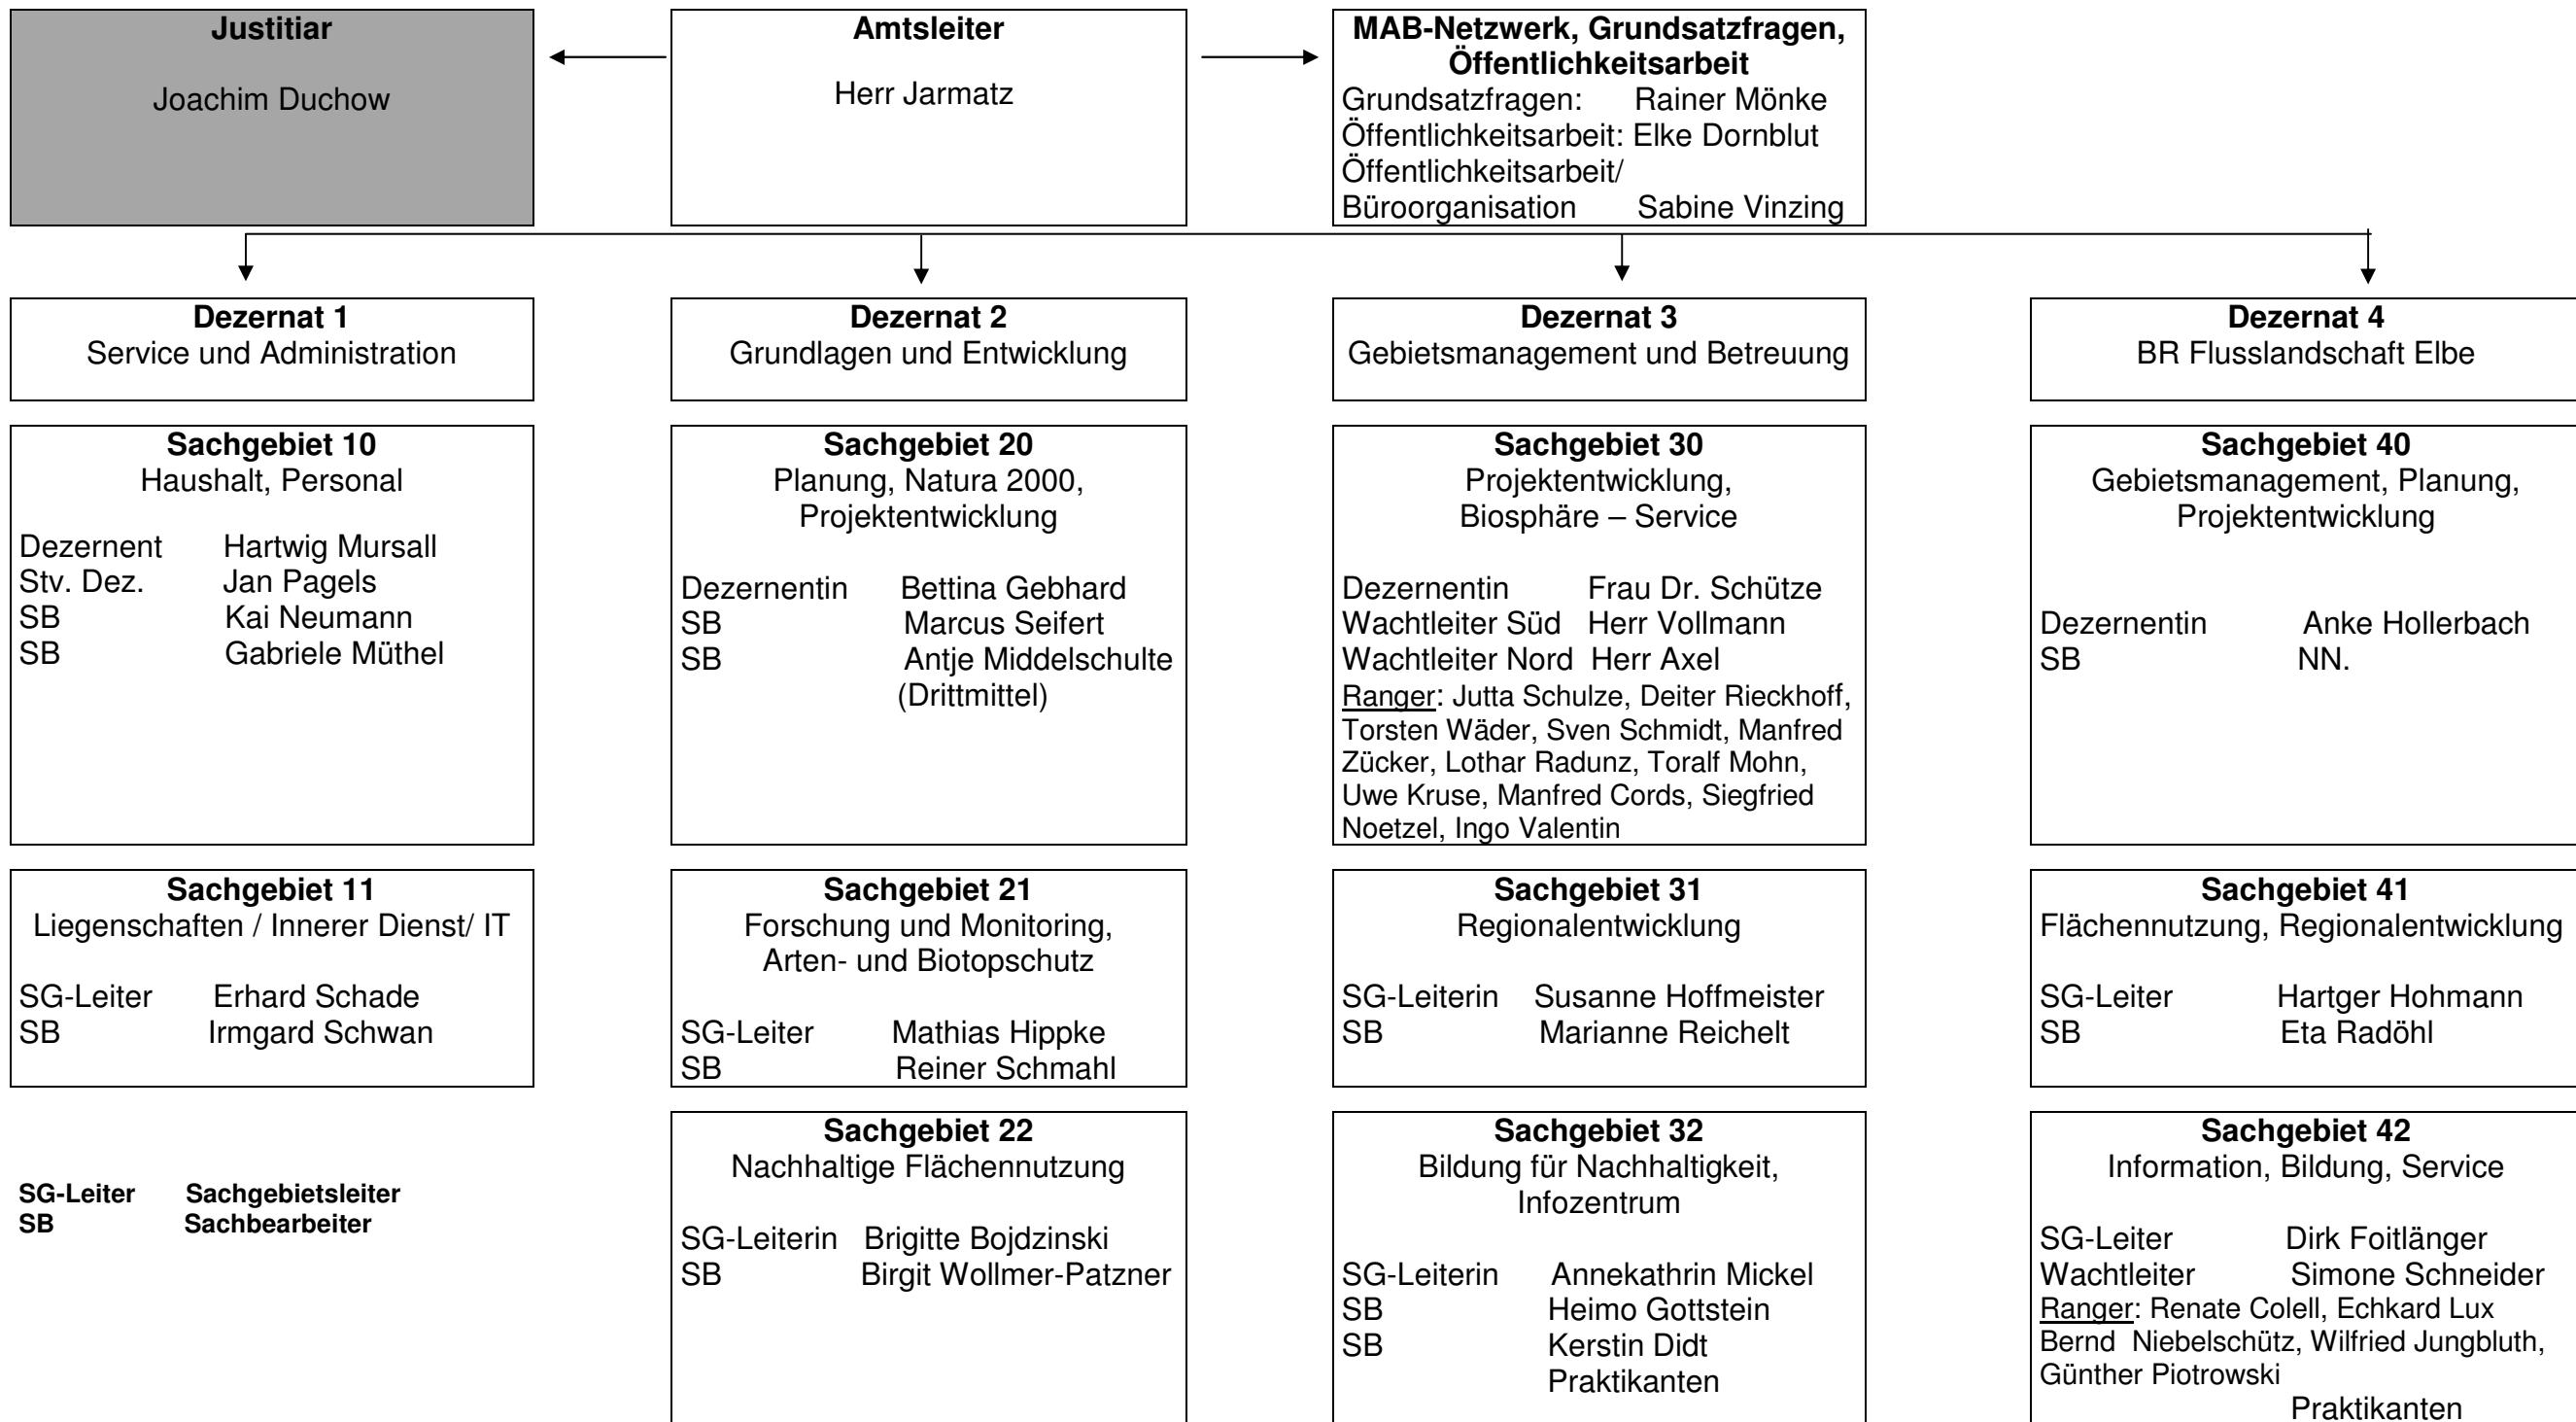 Justitiar
Joachim Duchow
Amtsleiter
Herr Jarmatz
MAB-Netzwerk, Grundsatzfragen,
Öffentlichkeitsarbeit
Grundsatzfragen: Rainer Mönke
Öffentlichkeitsarbeit: Elke Dornblut
Öffentlichkeitsarbeit/
Büroorganisation Sabine Vinzing
Dezernat 1
Service und Administration
Dezernat 2
Grundlagen und Entwicklung
Dezernat 3
Gebietsmanagement und Betreuung
Dezernat 4
BR Flusslandschaft Elbe
Sachgebiet 10
Haushalt, Personal
Dezernent Hartwig Mursall
Stv. Dez. Jan Pagels
SB Kai Neumann
SB Gabriele Müthel
Sachgebiet 20
Planung, Natura 2000,
Projektentwicklung
Dezernentin Bettina Gebhard
SB Marcus Seifert
SB Antje Middelschulte
(Drittmittel)
Sachgebiet 30
Projektentwicklung,
Biosphäre – Service
Dezernentin Frau Dr. Schütze
Wachtleiter Süd Herr Vollmann
Wachtleiter Nord Herr Axel
Ranger: Jutta Schulze, Deiter Rieckhoff,
Torsten Wäder, Sven Schmidt, Manfred
Zücker, Lothar Radunz, Toralf Mohn,
Uwe Kruse, Manfred Cords, Siegfried
Noetzel, Ingo Valentin
Sachgebiet 40
Gebietsmanagement, Planung,
Projektentwicklung
Dezernentin Anke Hollerbach
SB NN.
Sachgebiet 11
Liegenschaften / Innerer Dienst/ IT
SG-Leiter Erhard Schade
SB Irmgard Schwan
Sachgebiet 21
Forschung und Monitoring,
Arten- und Biotopschutz
SG-Leiter Mathias Hippke
SB Reiner Schmahl
Sachgebiet 31
Regionalentwicklung
SG-Leiterin Susanne Hoffmeister
SB Marianne Reichelt
Sachgebiet 41
Flächennutzung, Regionalentwicklung
SG-Leiter Hartger Hohmann
SB Eta Radöhl
SG-Leiter Sachgebietsleiter
SB Sachbearbeiter
Sachgebiet 22
Nachhaltige Flächennutzung
SG-Leiterin Brigitte Bojdzinski
SB Birgit Wollmer-Patzner
Sachgebiet 32
Bildung für Nachhaltigkeit,
Infozentrum
SG-Leiterin Annekathrin Mickel
SB Heimo Gottstein
SB Kerstin Didt
Praktikanten
Sachgebiet 42
Information, Bildung, Service
SG-Leiter Dirk Foitlänger
Wachtleiter Simone Schneider
Ranger: Renate Colell, Echkard Lux
Bernd Niebelschütz, Wilfried Jungbluth,
Günther Piotrowski
Praktikanten